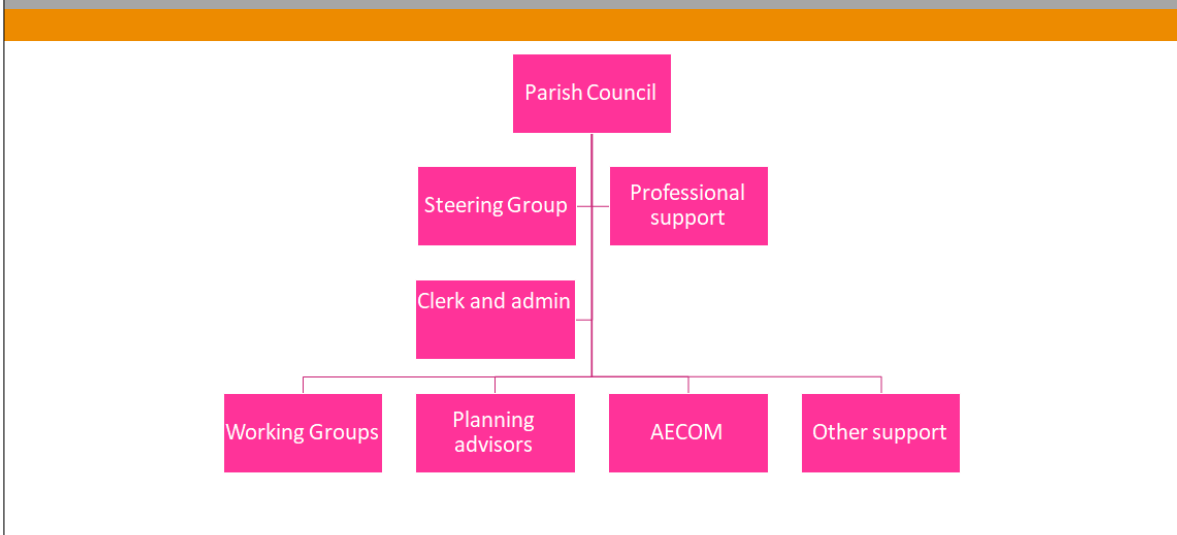 Parish Council
Steering Group
Professional
support
Clerk and admin
Working Groups
Planning
advisors
AECOM
Other support